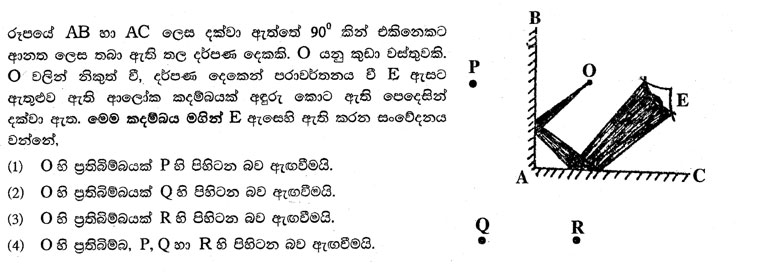 රූපයේ AB හා AC ලෙස දක්වා ඇත්තේ 90⁰ කින් එකිනෙකට
ආනත ලෙස තබා ඇති තල දර්පණ දෙකකි. O යනු කුඩා වස්තුවකි.
O වලින් නිකුත් වී, දර්පණ දෙකෙන් පරාවර්තනය වී E ඇසට
ඇතුළුව ඇති ආලෝක කදම්බයක් අඳුරු කොට ඇති පෙදෙසින්
දක්වා ඇත. මෙම කදම්බය මගින් E ඇසෙහි ඇති කරන සංවේදනය
වන්නේ,
(1) O හි ප්‍රතිබිම්බයක් P හි පිහිටන බව ඇඟවීමයි.
(2) O හි ප්‍රතිබිම්බයක් Q හි පිහිටන බව ඇඟවීමයි.
(3) O හි ප්‍රතිබිම්බයක් R හි පිහිටන බව ඇඟවීමයි.
(4) O හි ප්‍රතිබිම්බ, P, Q හා R හි පිහිටන බව ඇඟවීමයි.
B
P
O
E
A
C
Q
R